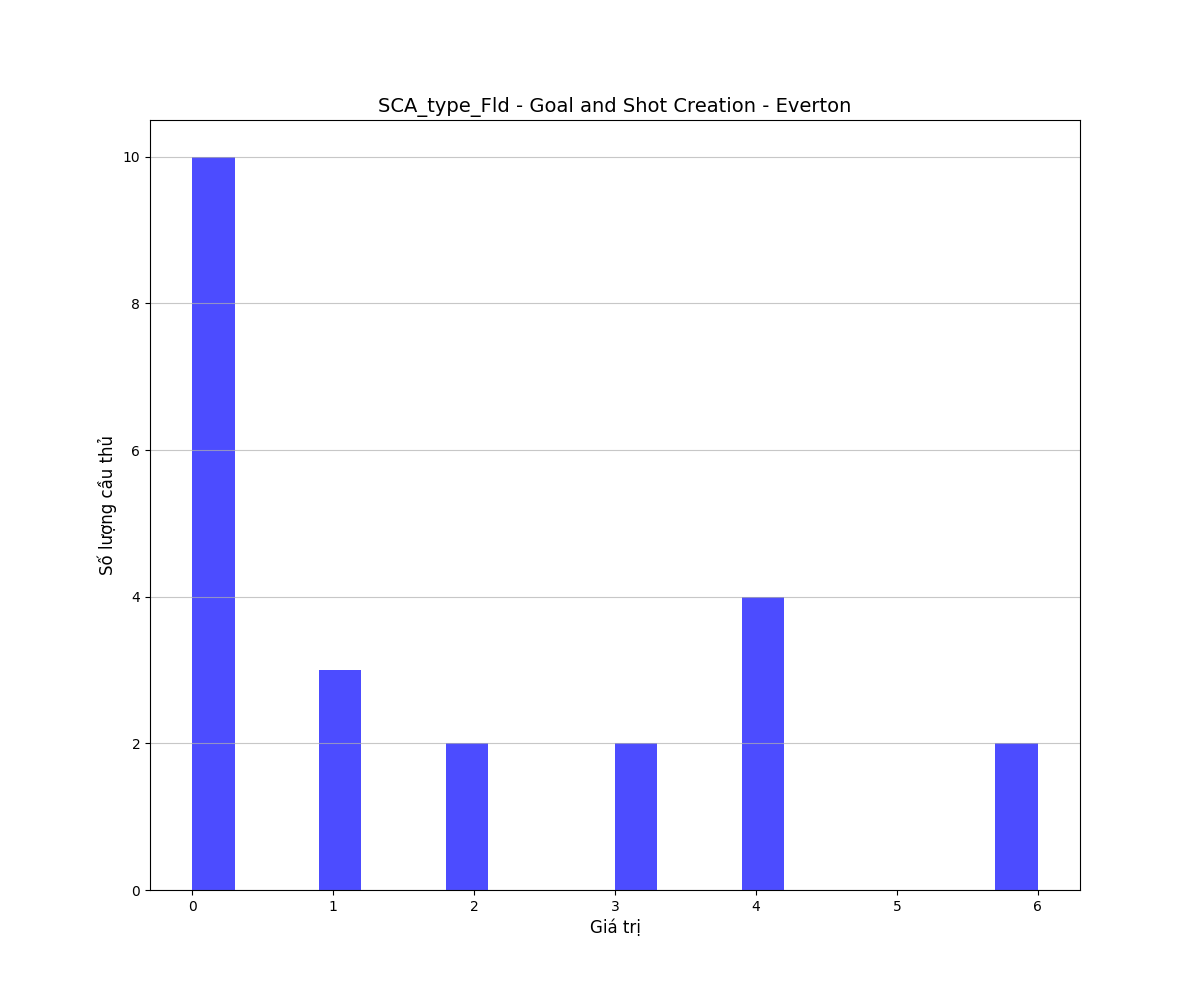 SCA_type_Fld - Goal and Shot Creation - Everton
10
8
6
4
2
0
Số lượng cầu thủ
0 1 2 3 4 5 6
Giá trị